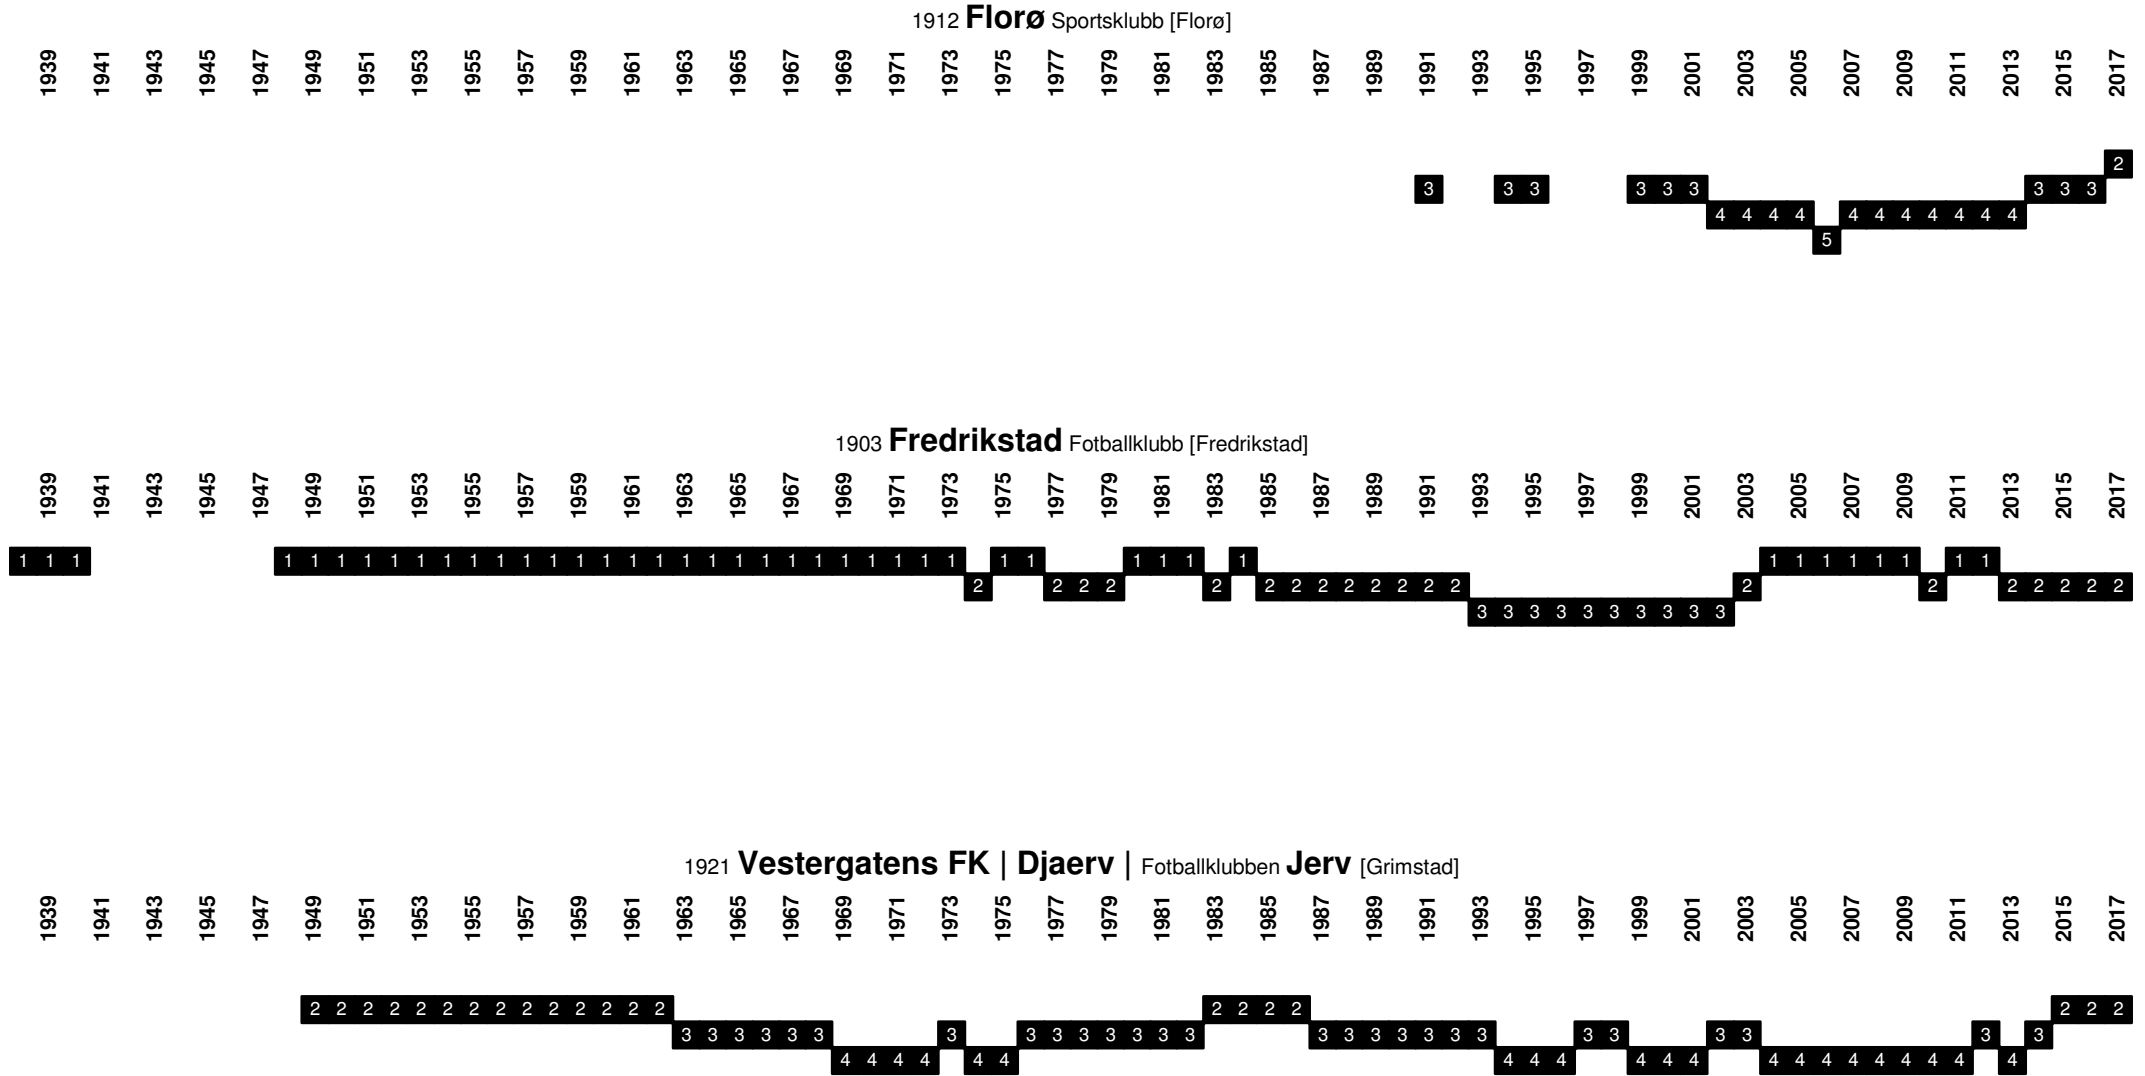 1912 Florø Sportsklubb [Florø]
1939 1941 1943 1945 1947 1949 1951 1953 1955 1957 1959 1961 1963 1965 1967 1969 1971 1973 1975 1977 1979 1981 1983 1985 1987 1989 1991 1993 1995 1997 1999 2001 2003 2005 2007 2009 2011 2013 2015 2017
2
3 3 3 3 3 3 3 3 3
4 4 4 4 4 4 4 4 4 4 4
5
1903 Fredrikstad Fotballklubb [Fredrikstad]
1939 1941 1943 1945 1947 1949 1951 1953 1955 1957 1959 1961 1963 1965 1967 1969 1971 1973 1975 1977 1979 1981 1983 1985 1987 1989 1991 1993 1995 1997 1999 2001 2003 2005 2007 2009 2011 2013 2015 2017
1 1 1 1 1 1 1 1 1 1 1 1 1 1 1 1 1 1 1 1 1 1 1 1 1 1 1 1 1 1 1 1 1 1 1 1 1 1 1 1 1 1 1
2 2 2 2 2 2 2 2 2 2 2 2 2 2 2 2 2 2 2 2
3 3 3 3 3 3 3 3 3 3
1921 Vestergatens FK | Djaerv | Fotballklubben Jerv [Grimstad]
1939 1941 1943 1945 1947 1949 1951 1953 1955 1957 1959 1961 1963 1965 1967 1969 1971 1973 1975 1977 1979 1981 1983 1985 1987 1989 1991 1993 1995 1997 1999 2001 2003 2005 2007 2009 2011 2013 2015 2017
2 2 2 2 2 2 2 2 2 2 2 2 2 2 2 2 2 2 2 2 2
3 3 3 3 3 3 3 3 3 3 3 3 3 3 3 3 3 3 3 3 3 3 3 3 3 3 3
4 4 4 4 4 4 4 4 4 4 4 4 4 4 4 4 4 4 4 4 4